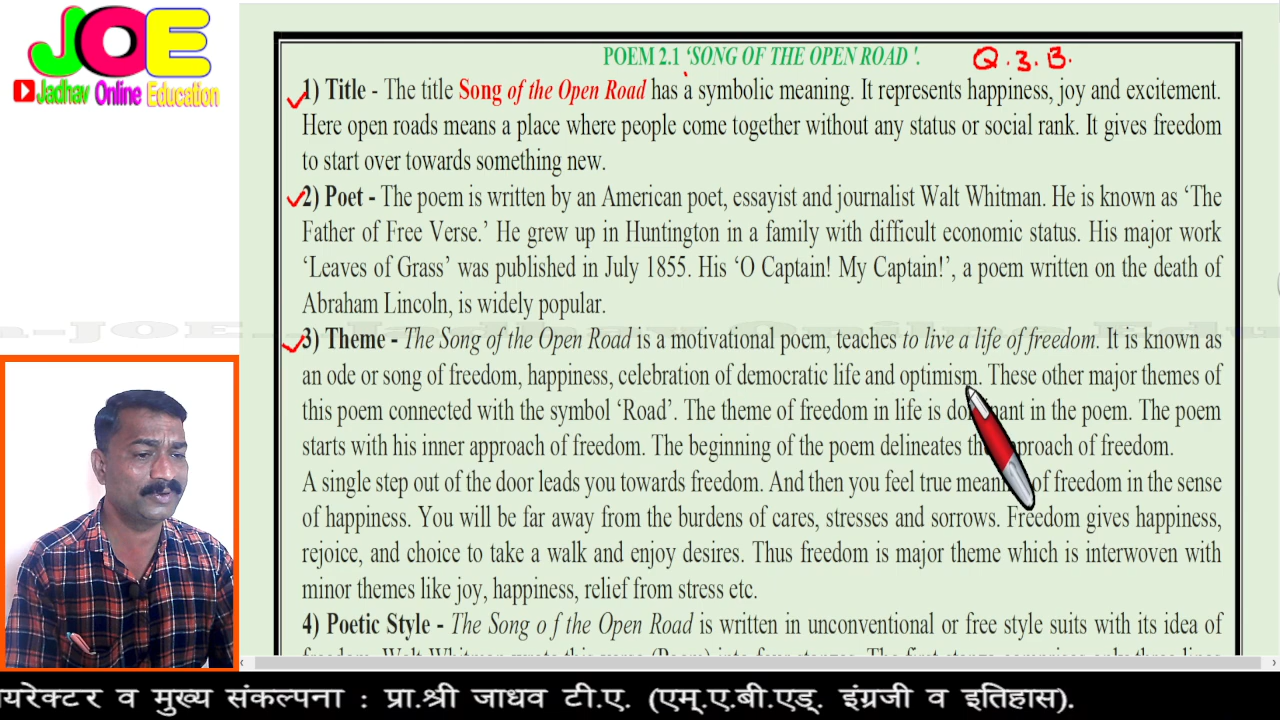 JOE
Jadhav Online Education
POEM 2.1 'SONG OF THE OPEN ROAD '.
Q. 3. B.
1) Title - The title Song of the Open Road has a symbolic meaning. It represents happiness, joy and excitement.
Here open roads means a place where people come together without any status or social rank. It gives freedom
to start over towards something new.
2) Poet - The poem is written by an American poet, essayist and journalist Walt Whitman. He is known as ‘The
Father of Free Verse.’ He grew up in Huntington in a family with difficult economic status. His major work
‘Leaves of Grass’ was published in July 1855. His ‘O Captain! My Captain!’, a poem written on the death of
Abraham Lincoln, is widely popular.
3) Theme - The Song of the Open Road is a motivational poem, teaches to live a life of freedom. It is known as
an ode or song of freedom, happiness, celebration of democratic life and optimism. These other major themes of
this poem connected with the symbol ‘Road’. The theme of freedom in life is dominant in the poem. The poem
starts with his inner approach of freedom. The beginning of the poem delineates the approach of freedom.
A single step out of the door leads you towards freedom. And then you feel true meaning of freedom in the sense
of happiness. You will be far away from the burdens of cares, stresses and sorrows. Freedom gives happiness,
rejoice, and choice to take a walk and enjoy desires. Thus freedom is major theme which is interwoven with
minor themes like joy, happiness, relief from stress etc.
4) Poetic Style - The Song o f the Open Road is written in unconventional or free style suits with its idea of
यरेक्टर व मुख्य संकल्पना : प्रा.श्री जाधव टी.ए. (एम्.ए.बी.एड्. इंग्रजी व इतिहास).